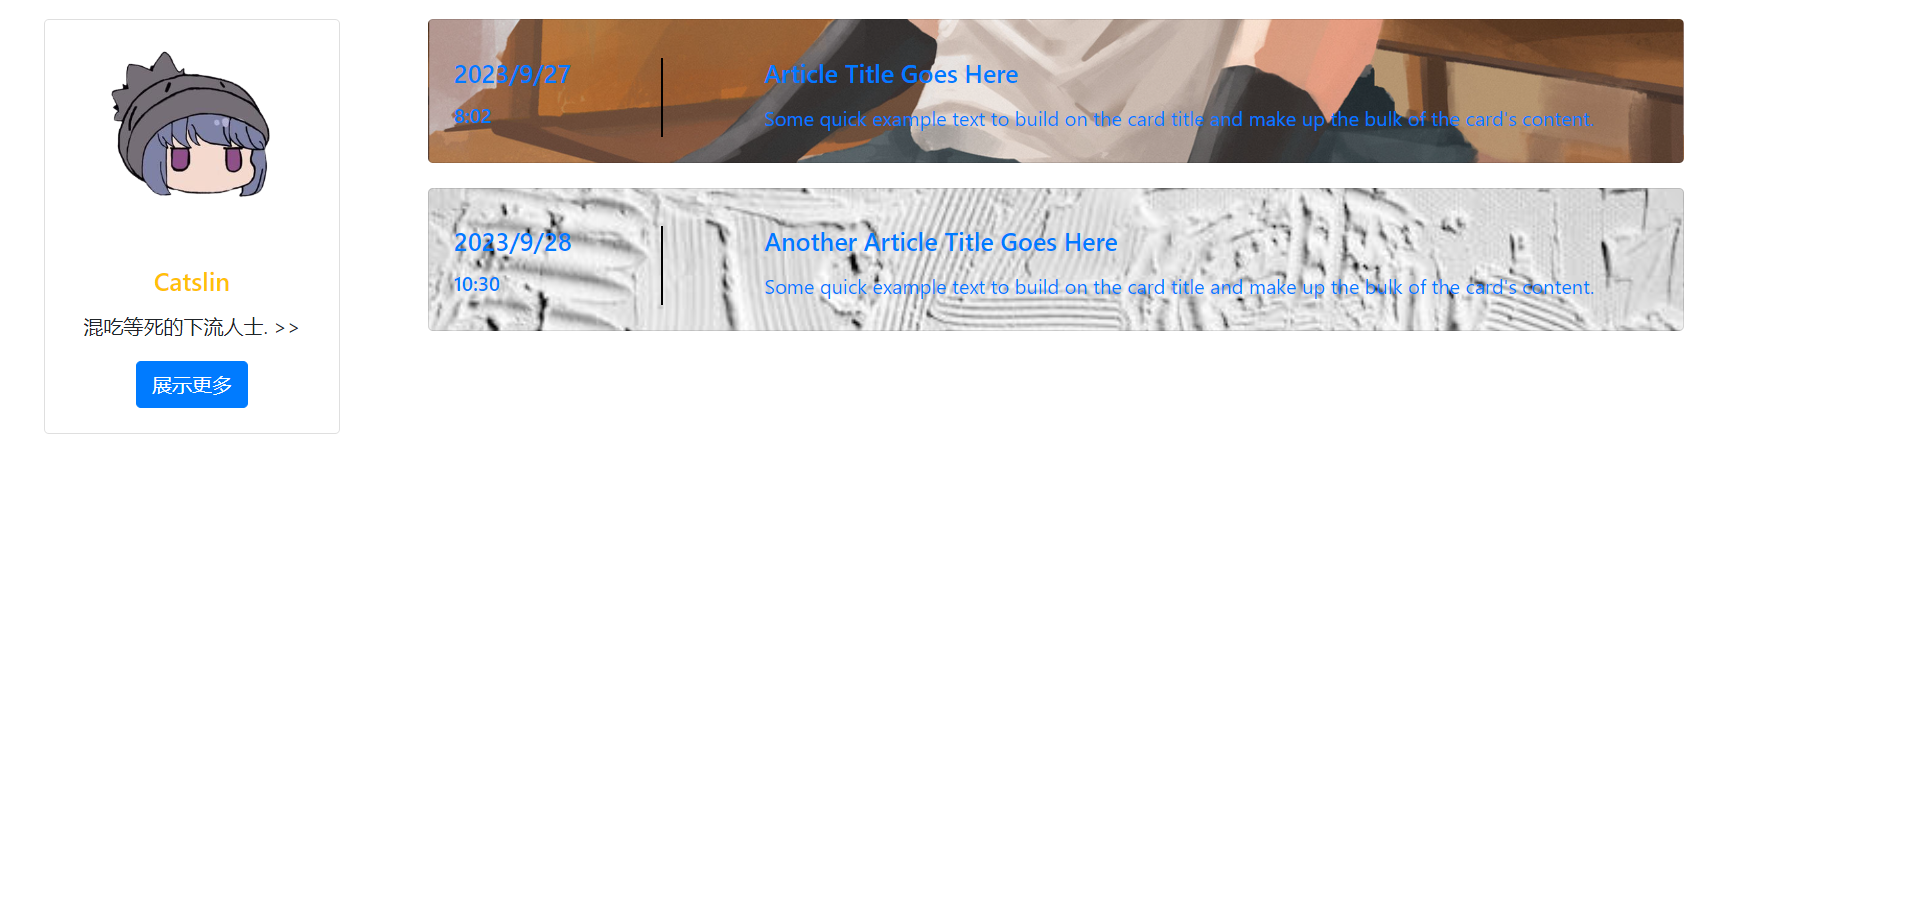 Catslin
混吃等死的下流人士. >>
展示更多
2023/9/27
8:02
Article Title Goes Here
Some quick example text to build on the card title and make up the bulk of the card's content.
2023/9/28
10:30
Another Article Title Goes Here
Some quick example text to build on the card title and make up the bulk of the card's content.